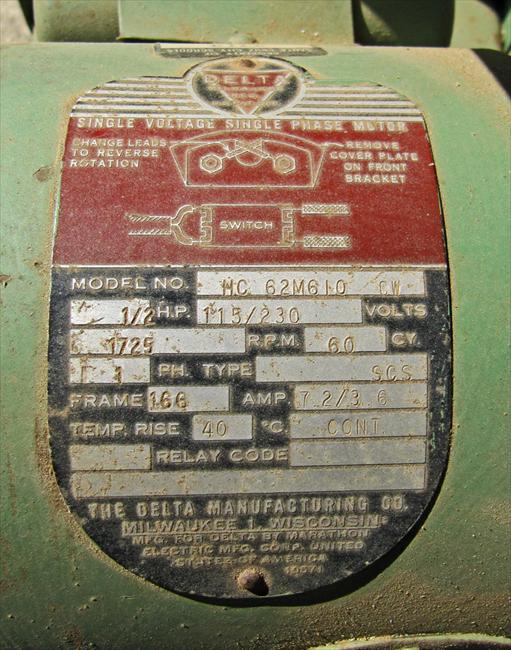 DELTA
SINGLE VOLTAGE SINGLE PHASE MOTOR
CHANGE LEADS
TO REVERSE
ROTATION
REMOVE
COVER PLATE
ON FRONT
BRACKET
SWITCH
MODEL NO. HC 62M610 CW
1/2 H.P. 115/230 VOLTS
1725 R.P.M. 60 CY.
1 PH. TYPE SCS
FRAME 166 AMP. 7.2/3.6
TEMP. RISE 40 °C. CONT
RELAY CODE
THE DELTA MANUFACTURING CO.
MILWAUKEE 1, WISCONSIN
MFG. FOR DELTA BY MARATHON
ELECTRIC MFG. CORP. UNITED
STATES OF AMERICA